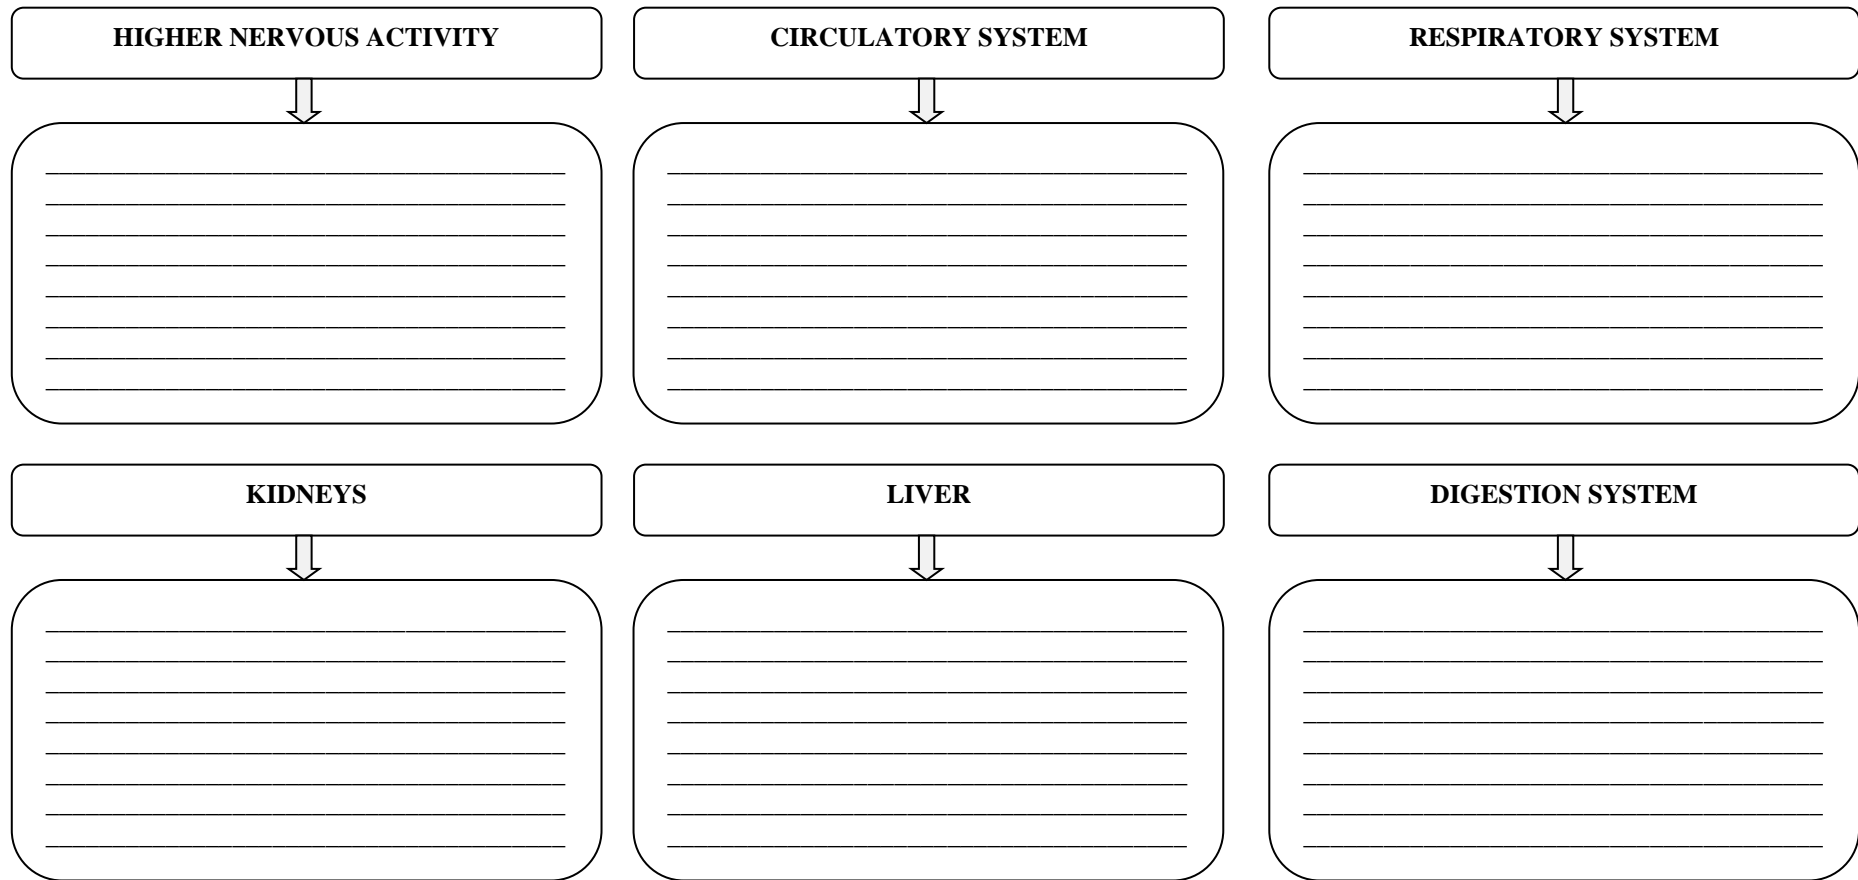 HIGHER NERVOUS ACTIVITY
CIRCULATORY SYSTEM
RESPIRATORY SYSTEM
KIDNEYS
LIVER
DIGESTION SYSTEM